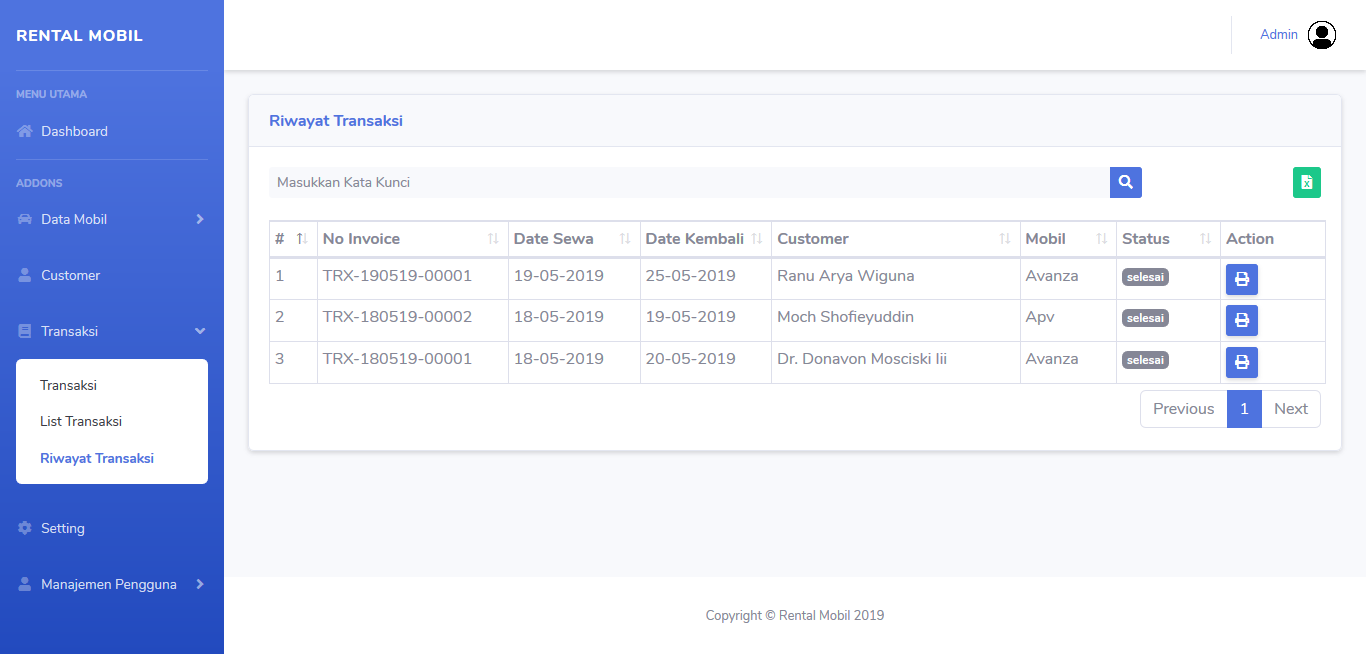 RENTAL MOBIL
Admin
MENU UTAMA
Dashboard
ADDONS
Data Mobil
Customer
Transaksi
Transaksi
List Transaksi
Riwayat Transaksi
Setting
Manajemen Pengguna
Riwayat Transaksi
Masukkan Kata Kunci
# No Invoice Date Sewa Date Kembali Customer Mobil Status Action
1 TRX-190519-00001 19-05-2019 25-05-2019 Ranu Arya Wiguna Avanza selesai
2 TRX-180519-00002 18-05-2019 19-05-2019 Moch Shofieyuddin Apv selesai
3 TRX-180519-00001 18-05-2019 20-05-2019 Dr. Donavon Mosciski Iii Avanza selesai
Previous 1 Next
Copyright © Rental Mobil 2019